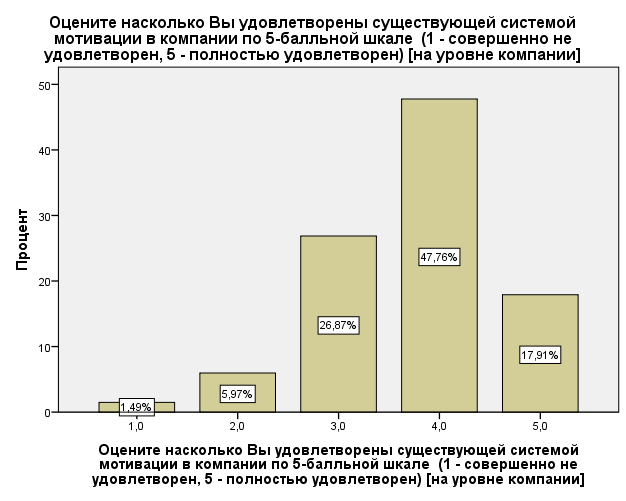 Оцените насколько Вы удовлетворены существующей системой
мотивации в компании по 5-балльной шкале (1 - совершенно не
удовлетворен, 5 - полностью удовлетворен) [на уровне компании]
Процент
50
40
30
20
10
0
1,49%
5,97%
26,87%
47,76%
17,91%
1,0
2,0
3,0
4,0
5,0
Оцените насколько Вы удовлетворены существующей системой
мотивации в компании по 5-балльной шкале (1 - совершенно не
удовлетворен, 5 - полностью удовлетворен) [на уровне компании]